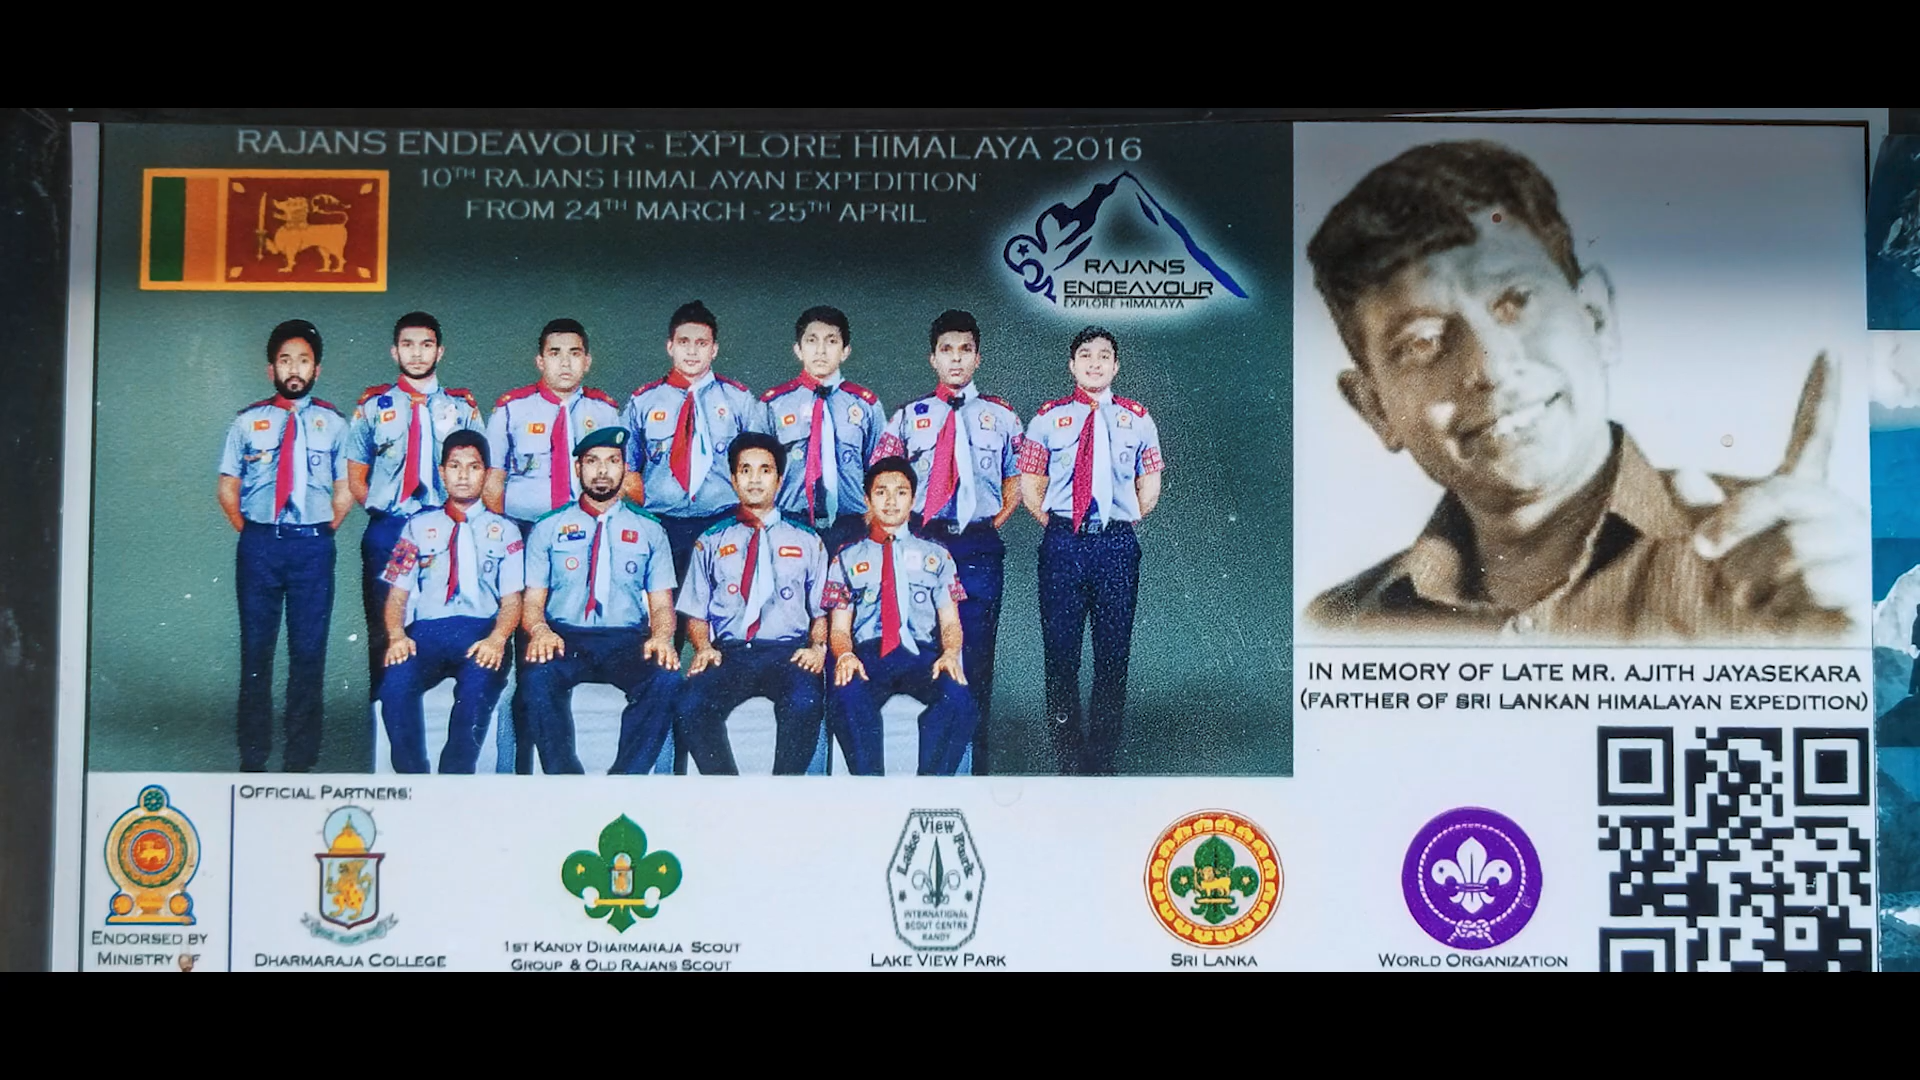 RAJANS ENDEAVOUR - EXPLORE HIMALAYA 2016
10TH RAJANS HIMALAYAN EXPEDITION
FROM 24TH MARCH - 25TH APRIL
RAJANS
ENDEAVOUR
EXPLORE HIMALAYA
IN MEMORY OF LATE MR. AJITH JAYASEKARA
(FARTHER OF SRI LANKAN HIMALAYAN EXPEDITION)
ENDORSED BY
MINISTRY OF
OFFICIAL PARTNERS:
DHARMARAJA COLLEGE
1ST KANDY DHARMARAJA SCOUT
GROUP & OLD RAJANS SCOUT
Lake View Park
INTERNATIONAL
SCOUT CENTRE
KANDY
LAKE VIEW PARK
SRI LANKA
WORLD ORGANIZATION